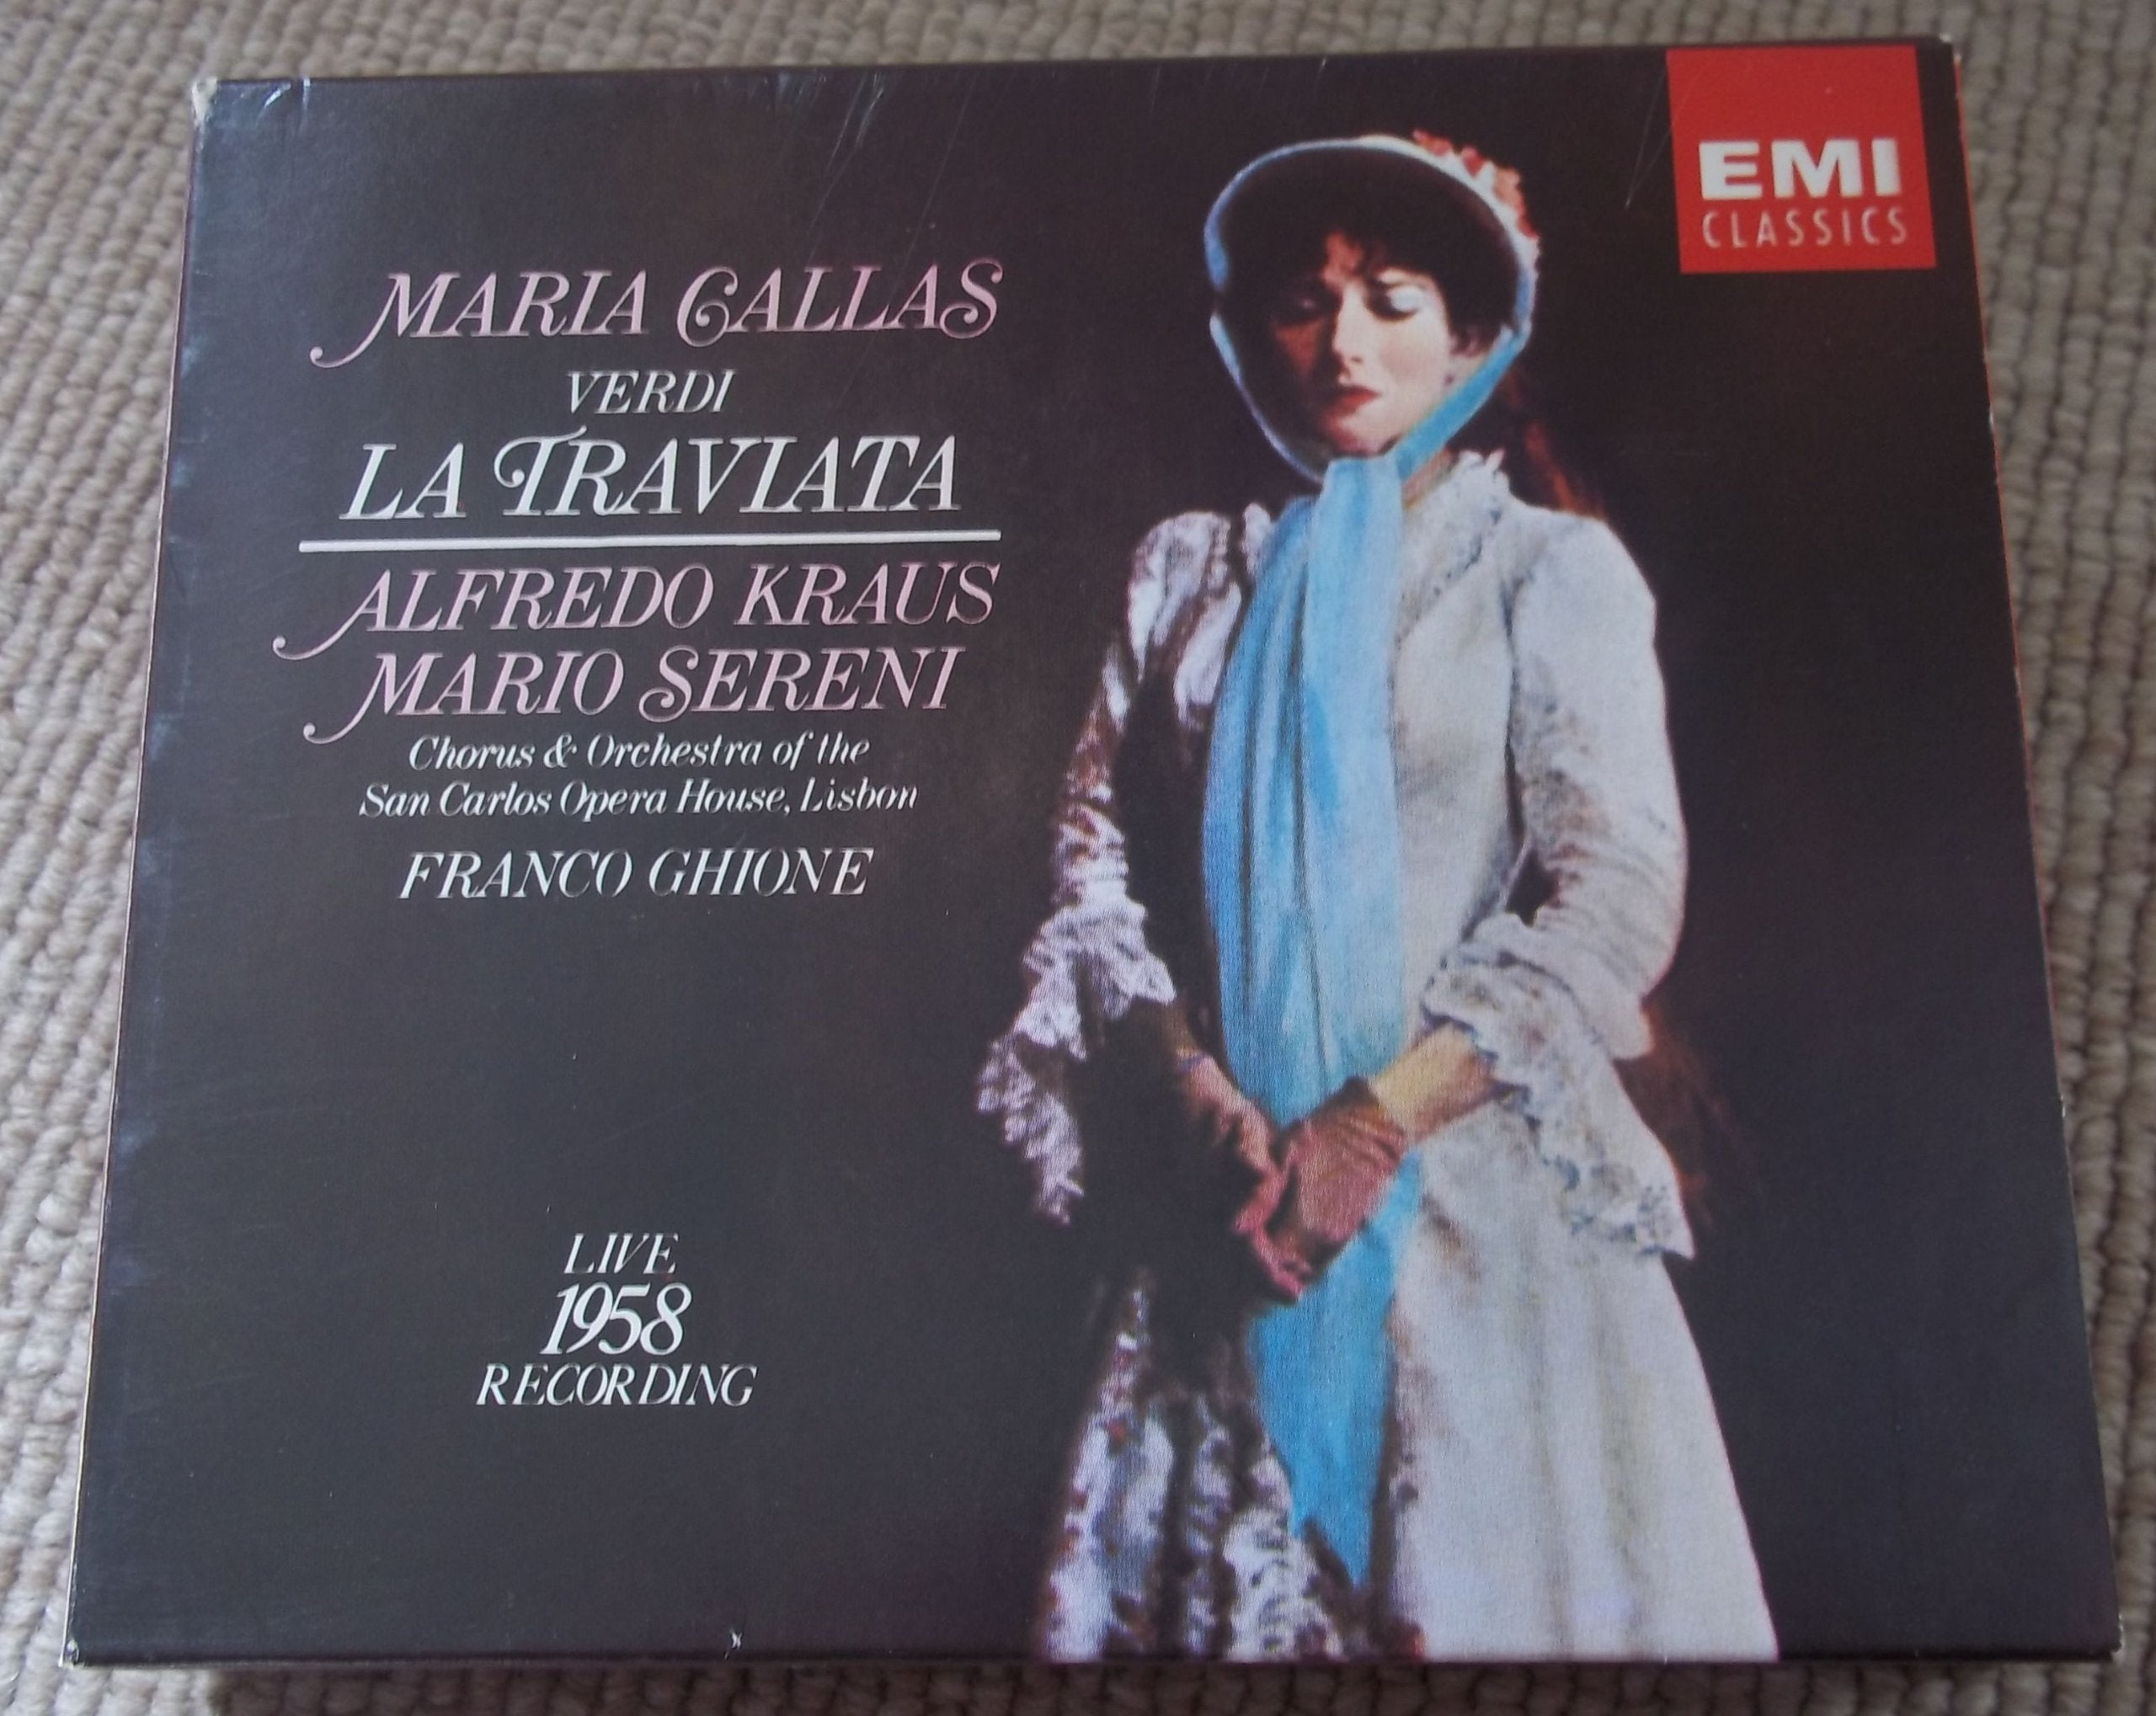 EMI
CLASSICS
MARIA CALLAS
VERDI
LA TRAVIATA
ALFREDO KRAUS
MARIO SERENI
Chorus & Orchestra of the
San Carlos Opera House, Lisbon
FRANCO GHIONE
LIVE
1958
RECORDING